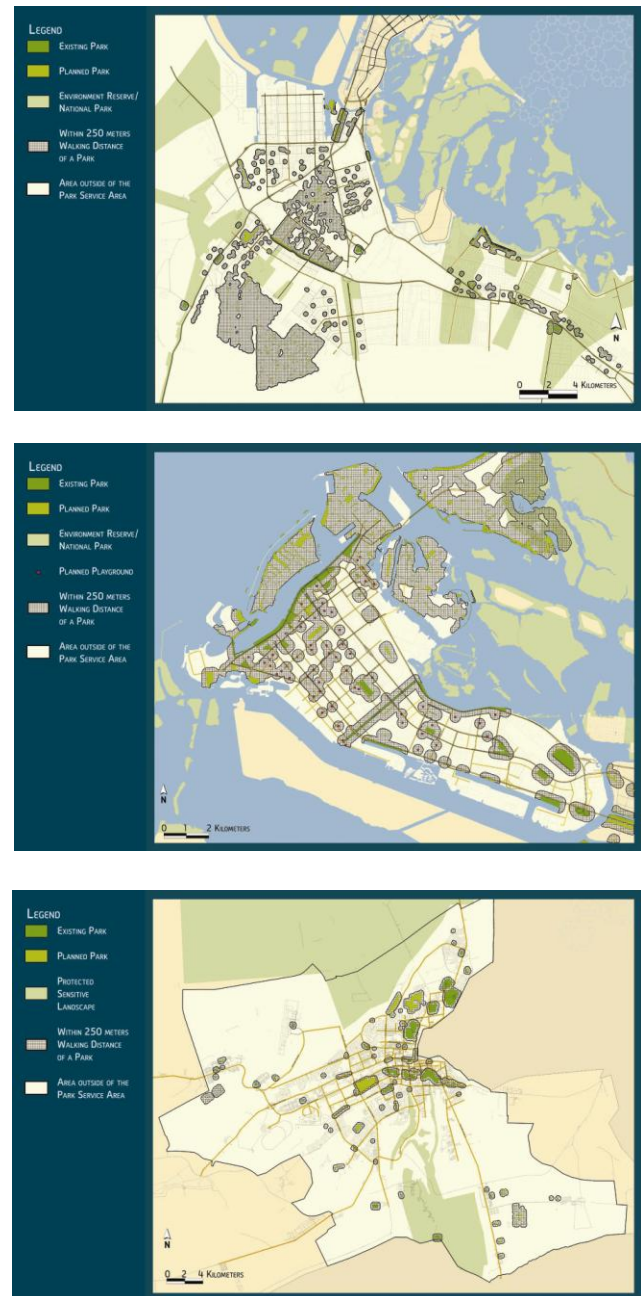 LEGEND
EXISTING PARK
PLANNED PARK
ENVIRONMENT RESERVE/
NATIONAL PARK
WITHIN 250 METERS
WALKING DISTANCE
OF A PARK
AREA OUTSIDE OF THE
PARK SERVICE AREA
N
0 2 4 KILOMETERS
LEGEND
EXISTING PARK
PLANNED PARK
ENVIRONMENT RESERVE/
NATIONAL PARK
PLANNED PLAYGROUND
WITHIN 250 METERS
WALKING DISTANCE
OF A PARK
AREA OUTSIDE OF THE
PARK SERVICE AREA
N
0 1 2 KILOMETERS
LEGEND
EXISTING PARK
PLANNED PARK
PROTECTED
SENSITIVE
LANDSCAPE
WITHIN 250 METERS
WALKING DISTANCE
OF A PARK
AREA OUTSIDE OF THE
PARK SERVICE AREA
N
0 2 4 KILOMETERS